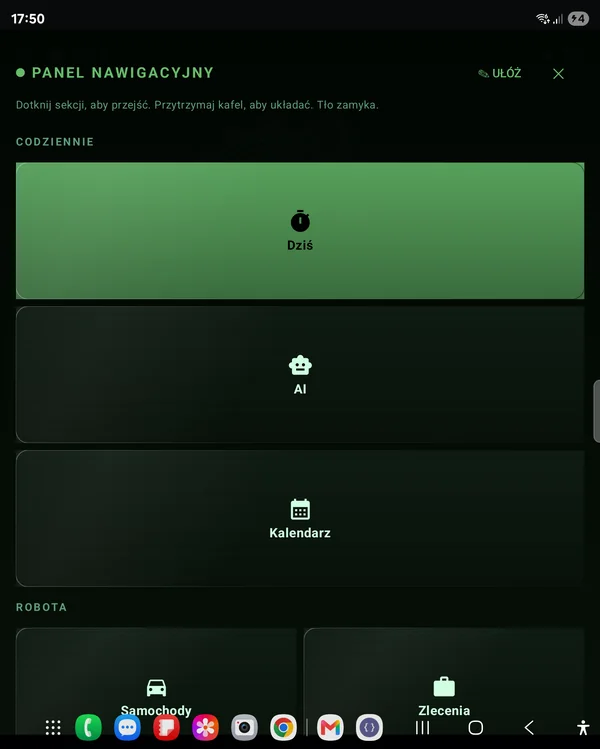 17:50
4
PANEL NAWIGACYJNY
UŁÓŻ
Dotknij sekcji, aby przejść. Przytrzymaj kafel, aby układać. Tło zamyka.
CODZIENNIE
Dziś
AI
Kalendarz
ROBOTA
Samochody
Zlecenia